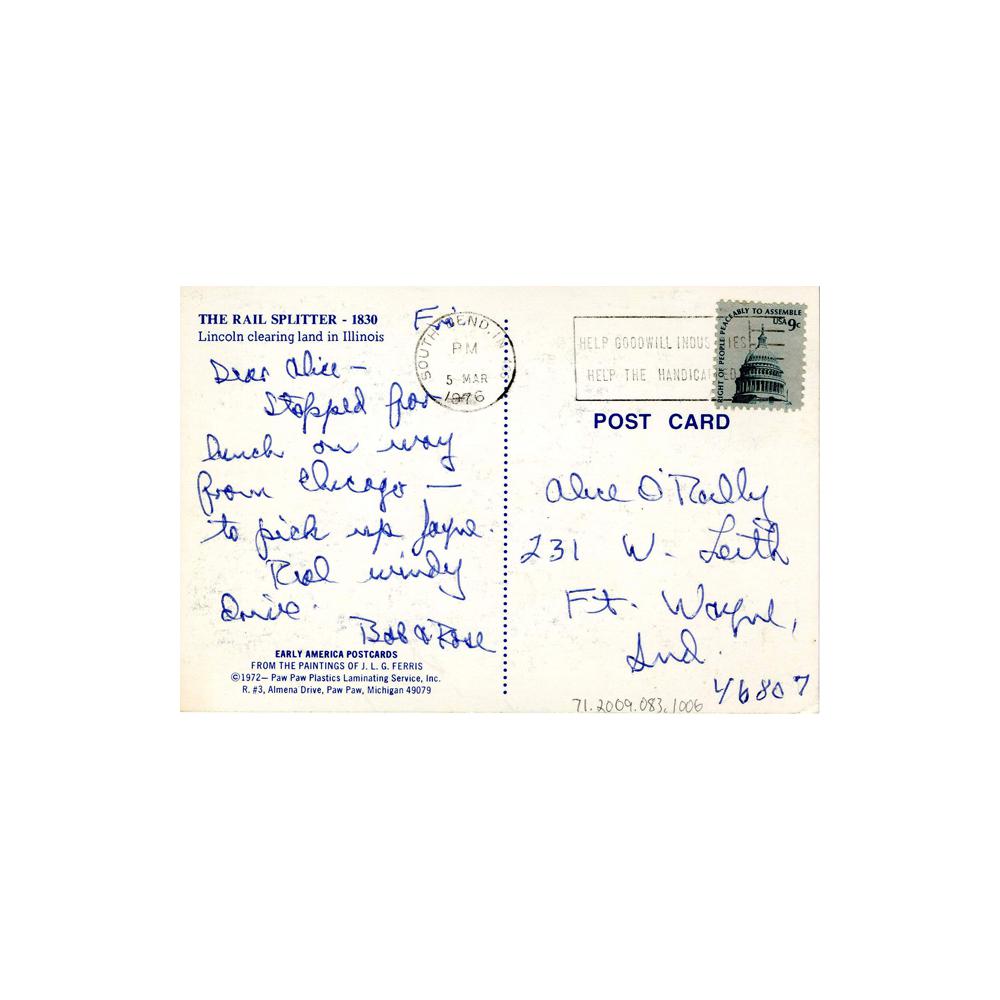 THE RAIL SPLITTER - 1830
Lincoln clearing land in Illinois
Fri
Dear Alice —
Stopped for
lunch on way
from Chicago —
to pick up Jayne.
Real windy
drive.
Bob & Rose
EARLY AMERICA POSTCARDS
FROM THE PAINTINGS OF J. L. G. FERRIS
©1972— Paw Paw Plastics Laminating Service, Inc.
R. #3, Almena Drive, Paw Paw, Michigan 49079
SOUTH BEND, IN
PM
5 MAR
1976
HELP GOODWILL INDUSTRIES
HELP THE HANDICAPPED
RIGHT OF PEOPLE PEACEABLY TO ASSEMBLE
USA 9c
POST CARD
Alice O'Reilly
231 W. Leith
Ft. Wayne,
Ind.
46807
71.2009.083.1006